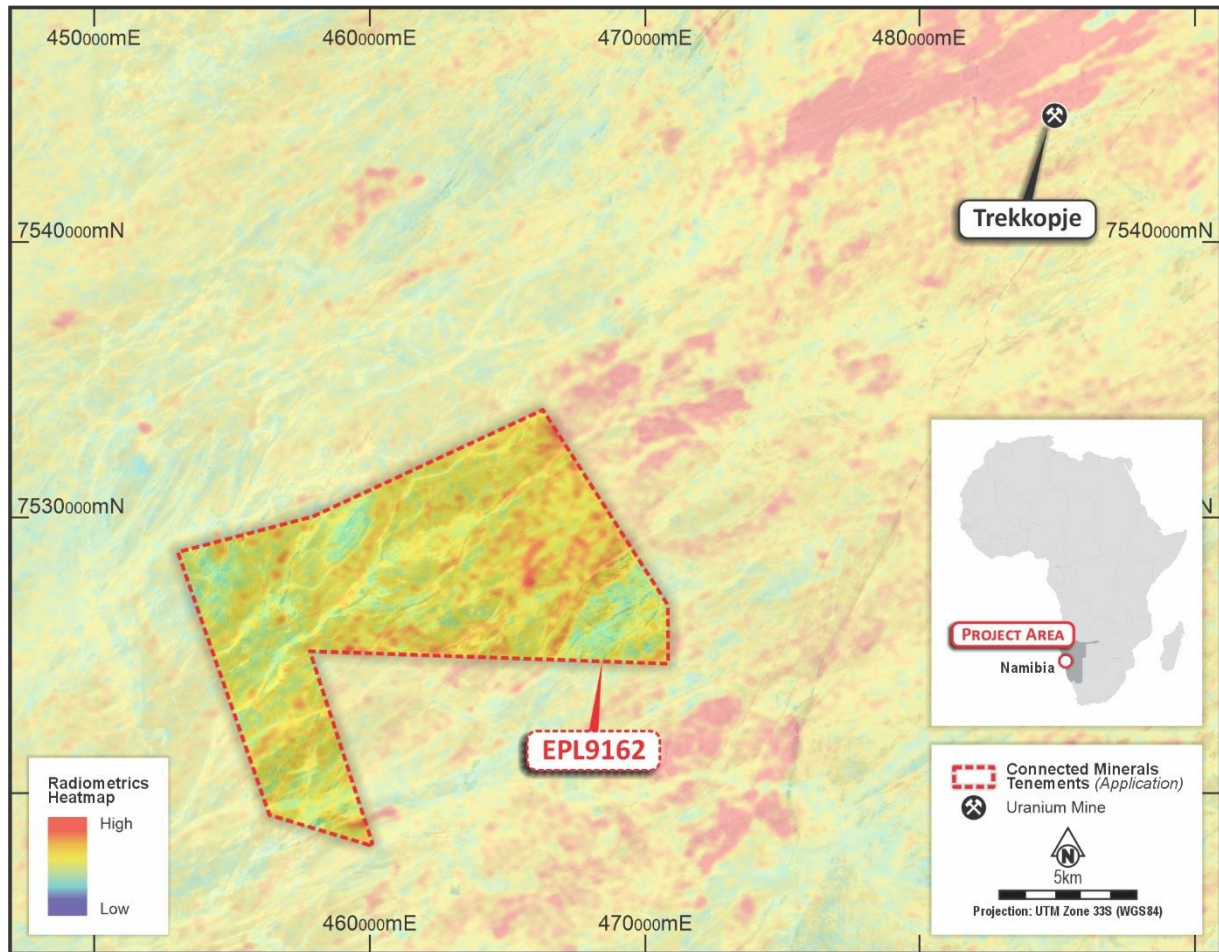 450000mE
460000mE
470000mE
480000mE
Trekkopje
7540000mN
7540000mN
7530000mN
N
PROJECT AREA
Namibia
EPL9162
Radiometrics
Heatmap
High
Low
Connected Minerals
Tenements (Application)
Uranium Mine
N
5km
Projection: UTM Zone 33S (WGS84)
460000mE
470000mE